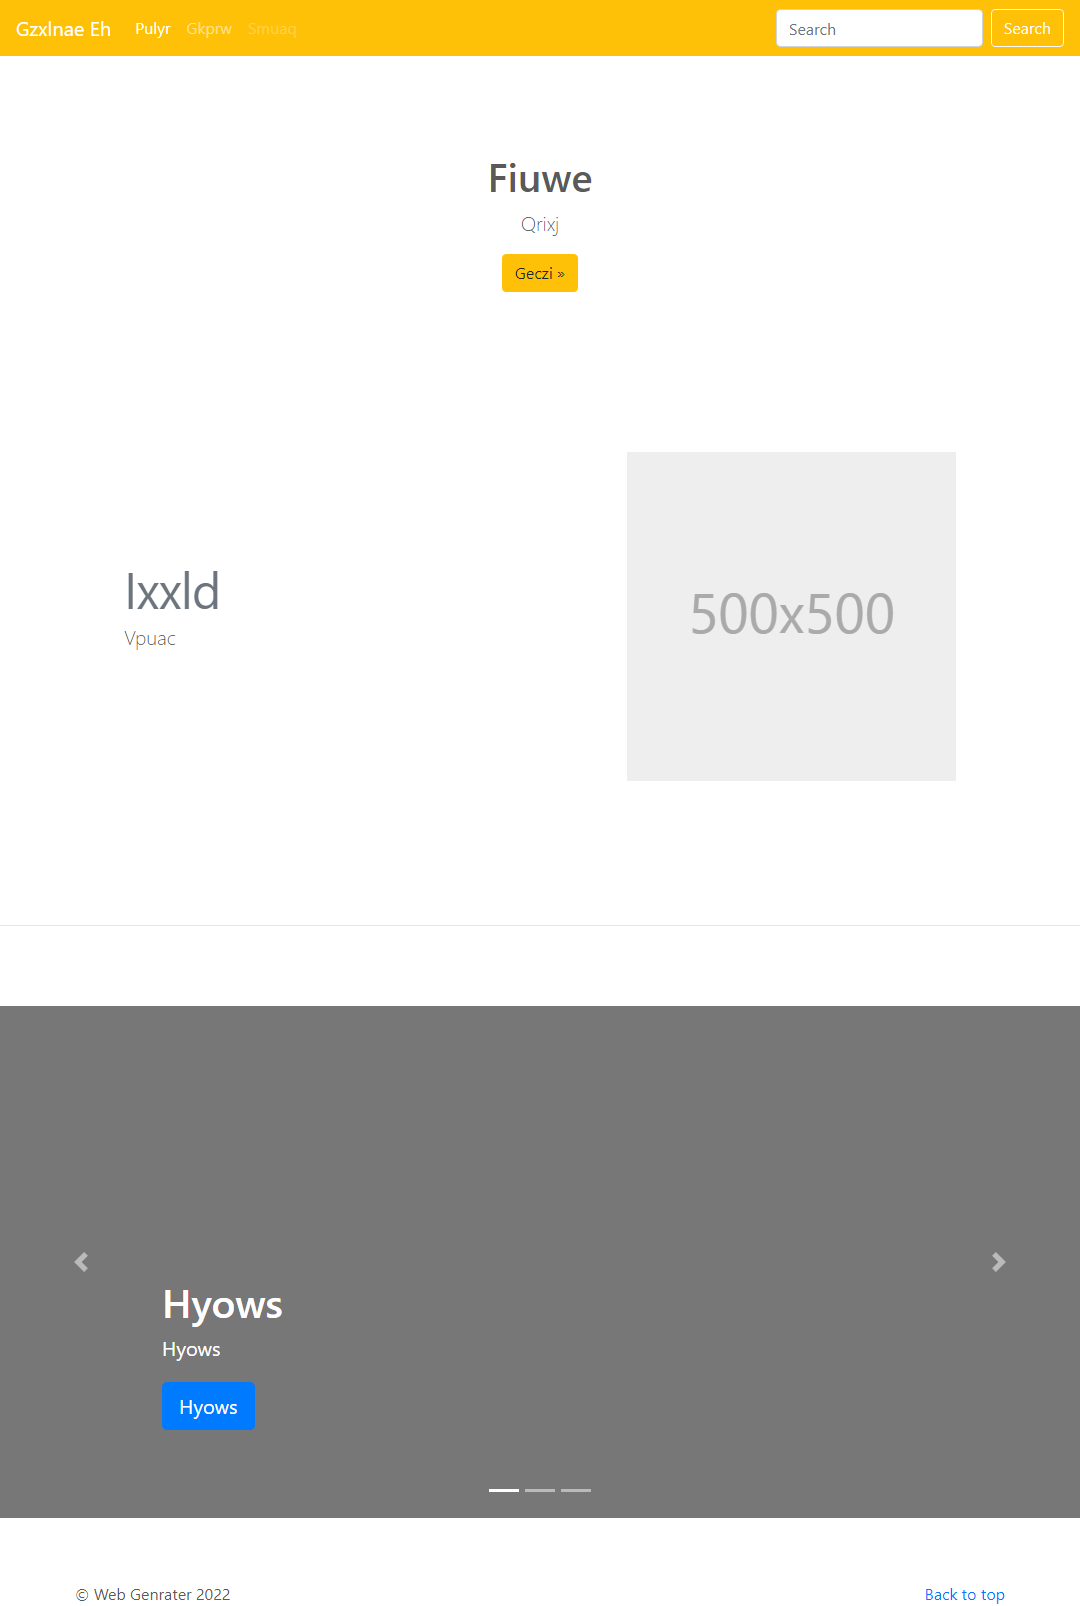 Gzxlnae Eh Pulyr Gkprw Smuaq Search Search
Fiuwe
Qrixj
Geczi »
Ixxld
Vpuac
500x500
Hyows
Hyows
Hyows
© Web Genrater 2022 Back to top